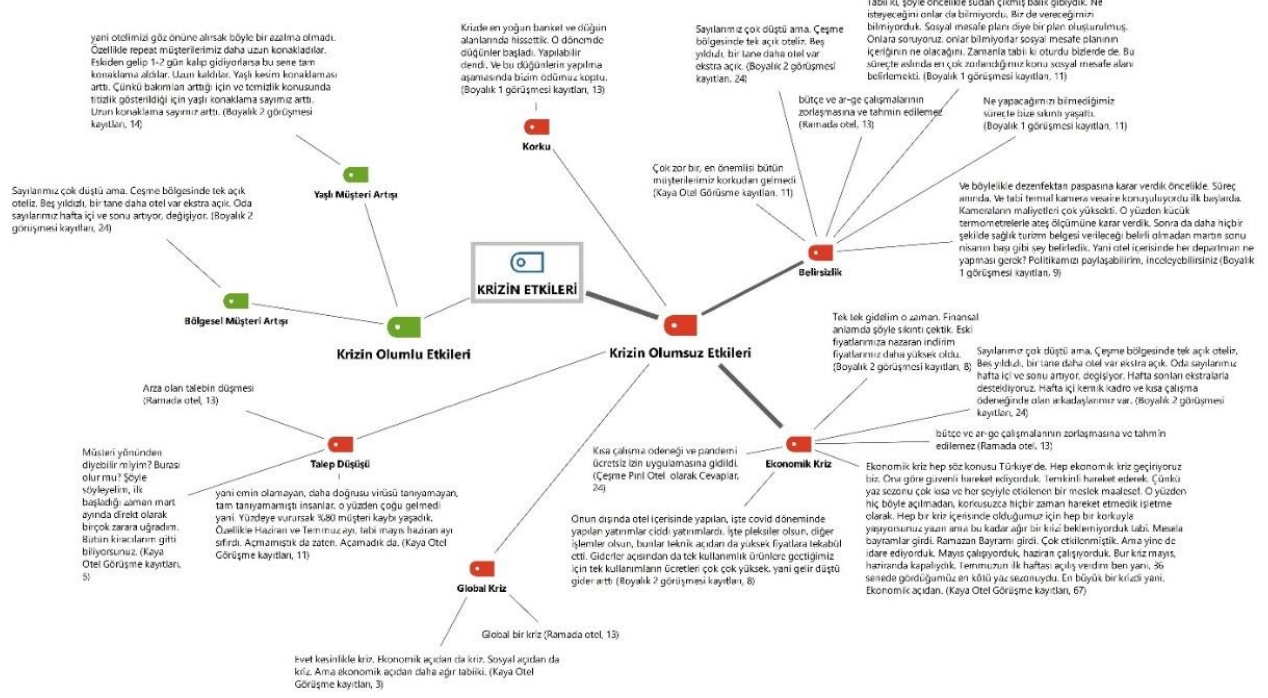 yani otelimizi göz önüne alırsak böyle bir azalma olmadı.
Özellikle repeat müşterilerimiz daha uzun konakladılar.
Eskiden gelip 1-2 gün kalıp gidiyorlarsa bu sene tam
konaklama aldılar. Uzun kaldılar. Yaşlı kesim konaklaması
arttı. Çünkü bakımları arttığı için ve temizlik konusunda
titizlik gösterildiği için yaşlı konaklama sayımız arttı.
Uzun konaklama sayımız arttı. (Boyalık 2 görüşmesi
kayıtları, 14)
Krizde en yoğun banket ve düğün
alanlarında hissettik. O dönemde
düğünler başladı. Yapılabilir
dendi. Ve bu düğünlerin yapılma
aşamasında bizim ödümüz koptu.
(Boyalık 1 görüşmesi kayıtları, 13)
Korku
Sayılarımız çok düştü ama. Çeşme
bölgesinde tek açık oteliz. Beş
yıldızlı, bir tane daha otel var
ekstra açık. (Boyalık 2 görüşmesi
kayıtları, 24)
Tabii ki, şöyle öncelikle sudan çıkmış balık gibiydik. Ne
isteyeceğini onlar da bilmiyordu. Biz de vereceğimizi
bilmiyorduk. Sosyal mesafe planı diye bir plan oluşturulmuş.
Onlara soruyoruz, onlar bilmiyorlar sosyal mesafe planının
içeriğinin ne olacağını. Zamanla tabii ki oturdu bizlerde de. Bu
süreçte aslında en çok zorlandığımız konu sosyal mesafe alanı
belirlemekti. (Boyalık 1 görüşmesi kayıtları, 11)
bütçe ve ar-ge çalışmalarının
zorlaşmasına ve tahmin edilemez
(Ramada otel, 13)
Ne yapacağımızı bilmediğimiz
süreçte bize sıkıntı yaşattı.
(Boyalık 1 görüşmesi kayıtları, 11)
Çok zor bir, en önemlisi bütün
müşterilerimiz korkudan gelmedi
(Kaya Otel Görüşme kayıtları, 11)
Ve böylelikle dezenfektan paspasına karar verdik öncelikle. Süreç
anında. Ve tabi termal kamera vesaire konuşuluyordu ilk başlarda.
Kameraların maliyetleri çok yüksekti. O yüzden küçük
termometrelerle ateş ölçümüne karar verdik. Sonra da daha hiçbir
şekilde sağlık turizm belgesi verileceği belirli olmadan martın sonu
nisanın başı gibi şey belirledik. Yani otel içerisinde her departman ne
yapması gerek? Politikamızı paylaşabilirim, inceleyebilirsiniz (Boyalık
1 görüşmesi kayıtları, 9)
Belirsizlik
Yaşlı Müşteri Artışı
Sayılarımız çok düştü ama. Çeşme bölgesinde tek açık
oteliz. Beş yıldızlı, bir tane daha otel var ekstra açık. Oda
sayılarımız hafta içi ve sonu artıyor, değişiyor. (Boyalık 2
görüşmesi kayıtları, 24)
Bölgesel Müşteri Artışı
KRİZİN ETKİLERİ
Krizin Olumlu Etkileri
Krizin Olumsuz Etkileri
Tek tek gidelim o zaman. Finansal
anlamda şöyle sıkıntı çektik. Eski
fiyatlarımıza nazaran indirim
fiyatlarımız daha yüksek oldu.
(Boyalık 2 görüşmesi kayıtları, 8)
Sayılarımız çok düştü ama. Çeşme bölgesinde tek açık oteliz.
Beş yıldızlı, bir tane daha otel var ekstra açık. Oda sayılarımız
hafta içi ve sonu artıyor, değişiyor. Hafta sonları ekstralarla
destekliyoruz. Hafta içi kemik kadro ve kısa çalışma
ödeneğinde olan arkadaşlarımız var. (Boyalık 2 görüşmesi
kayıtları, 24)
bütçe ve ar-ge çalışmalarının zorlaşmasına ve tahmin
edilemez (Ramada otel, 13)
Kısa çalışma ödeneği ve pandemi
ücretsiz izin uygulamasına gidildi.
(Çeşme Pırıl Otel olarak Cevaplar,
24)
Ekonomik Kriz
Ekonomik kriz hep söz konusu Türkiye'de. Hep ekonomik kriz geçiriyoruz
biz. Ona göre güvenli hareket ediyorduk. Temkinli hareket ederek. Çünkü
yaz sezonu çok kısa ve her şeyiyle etkilenen bir meslek maalesef. O yüzden
hiç böyle açılmadan, korkusuzca hiçbir zaman hareket etmedik işletme
olarak. Hep bir kriz içerisinde olduğumuz için hep bir korkuyla
yaşıyorsunuz yazın ama bu kadar ağır bir krizi beklemiyorduk tabi. Mesela
bayramlar girdi. Ramazan Bayramı girdi. Çok etkilenmiştik. Ama yine de
idare ediyorduk. Mayıs çalışıyorduk, haziran çalışıyorduk. Bur kriz mayıs,
haziranda kapalıydık. Temmuzun ilk haftası açılış verdim ben yani, 36
senede gördüğümüz en kötü yaz sezonuydu. En büyük bir krizdi yani.
Ekonomik açıdan. (Kaya Otel Görüşme kayıtları, 67)
Onun dışında otel içerisinde yapılan, işte covid döneminde
yapılan yatırımlar ciddi yatırımlardı. İşte pleksiler olsun, diğer
işlemler olsun, bunlar teknik açıdan da yüksek fiyatlara tekabül
etti. Giderler açısından da tek kullanımlık ürünlere geçtiğimiz
için tek kullanımların ücretleri çok çok yüksek. yani gelir düştü
gider arttı (Boyalık 2 görüşmesi kayıtları, 8)
Arza olan talebin düşmesi
(Ramada otel, 13)
Talep Düşüşü
Müşteri yönünden
diyebilir miyim? Burası
olur mu? Şöyle
söyleyelim, ilk
başladığı zaman mart
ayında direkt olarak
birçok zarara uğradım.
Bütün kiracılarım gitti
biliyorsunuz. (Kaya
Otel Görüşme kayıtları,
5)
yani emin olamayan, daha doğrusu virüsü tanıyamayan,
tam tanıyamamıştı insanlar. o yüzden çoğu gelmedi
yani. Yüzdeye vurursak %80 müşteri kaybı yaşadık.
Özellikle Haziran ve Temmuz ayı, tabi mayıs haziran ayı
sıfırdı. Açmamıştık da zaten. Açamadık da. (Kaya Otel
Görüşme kayıtları, 11)
Global Kriz
Global bir kriz (Ramada otel, 13)
Evet kesinlikle kriz. Ekonomik açıdan da kriz. Sosyal açıdan da
kriz. Ama ekonomik açıdan daha ağır tabiiki. (Kaya Otel
Görüşme kayıtları, 3)